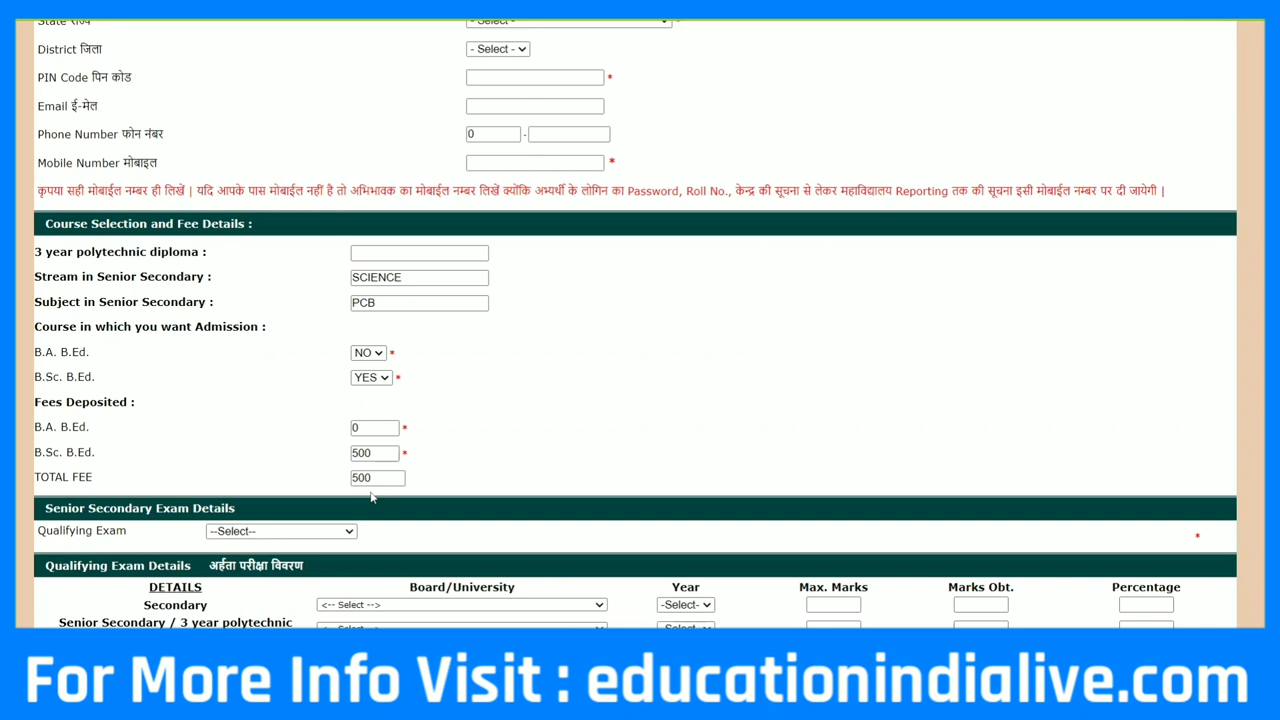 State राज्य - Select - *
District जिला - Select -
PIN Code पिन कोड *
Email ई-मेल
Phone Number फोन नंबर 0 -
Mobile Number मोबाइल *
कृपया सही मोबाईल नम्बर ही लिखें | यदि आपके पास मोबाईल नहीं है तो अभिभावक का मोबाईल नम्बर लिखें क्योंकि अभ्यर्थी के लोगिन का Password, Roll No., केन्द्र की सूचना से लेकर महाविद्यालय Reporting तक की सूचना इसी मोबाईल नम्बर पर दी जायेगी |
Course Selection and Fee Details :
3 year polytechnic diploma :
Stream in Senior Secondary : SCIENCE
Subject in Senior Secondary : PCB
Course in which you want Admission :
B.A. B.Ed. NO *
B.Sc. B.Ed. YES *
Fees Deposited :
B.A. B.Ed. 0 *
B.Sc. B.Ed. 500 *
TOTAL FEE 500
Senior Secondary Exam Details
Qualifying Exam --Select-- *
Qualifying Exam Details अर्हता परीक्षा विवरण
DETAILS Board/University Year Max. Marks Marks Obt. Percentage
Secondary <-- Select --> -Select-
Senior Secondary / 3 year polytechnic <-- Select --> -Select-
For More Info Visit : educationindialive.com